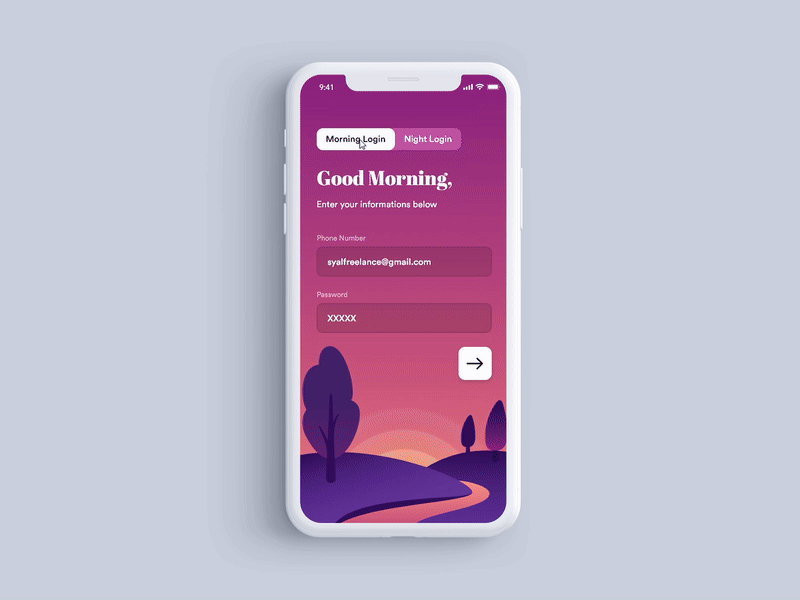 9:41
Morning Login
Night Login
Good Morning,
Enter your informations below
Phone Number
syalfreelance@gmail.com
Password
XXXXX